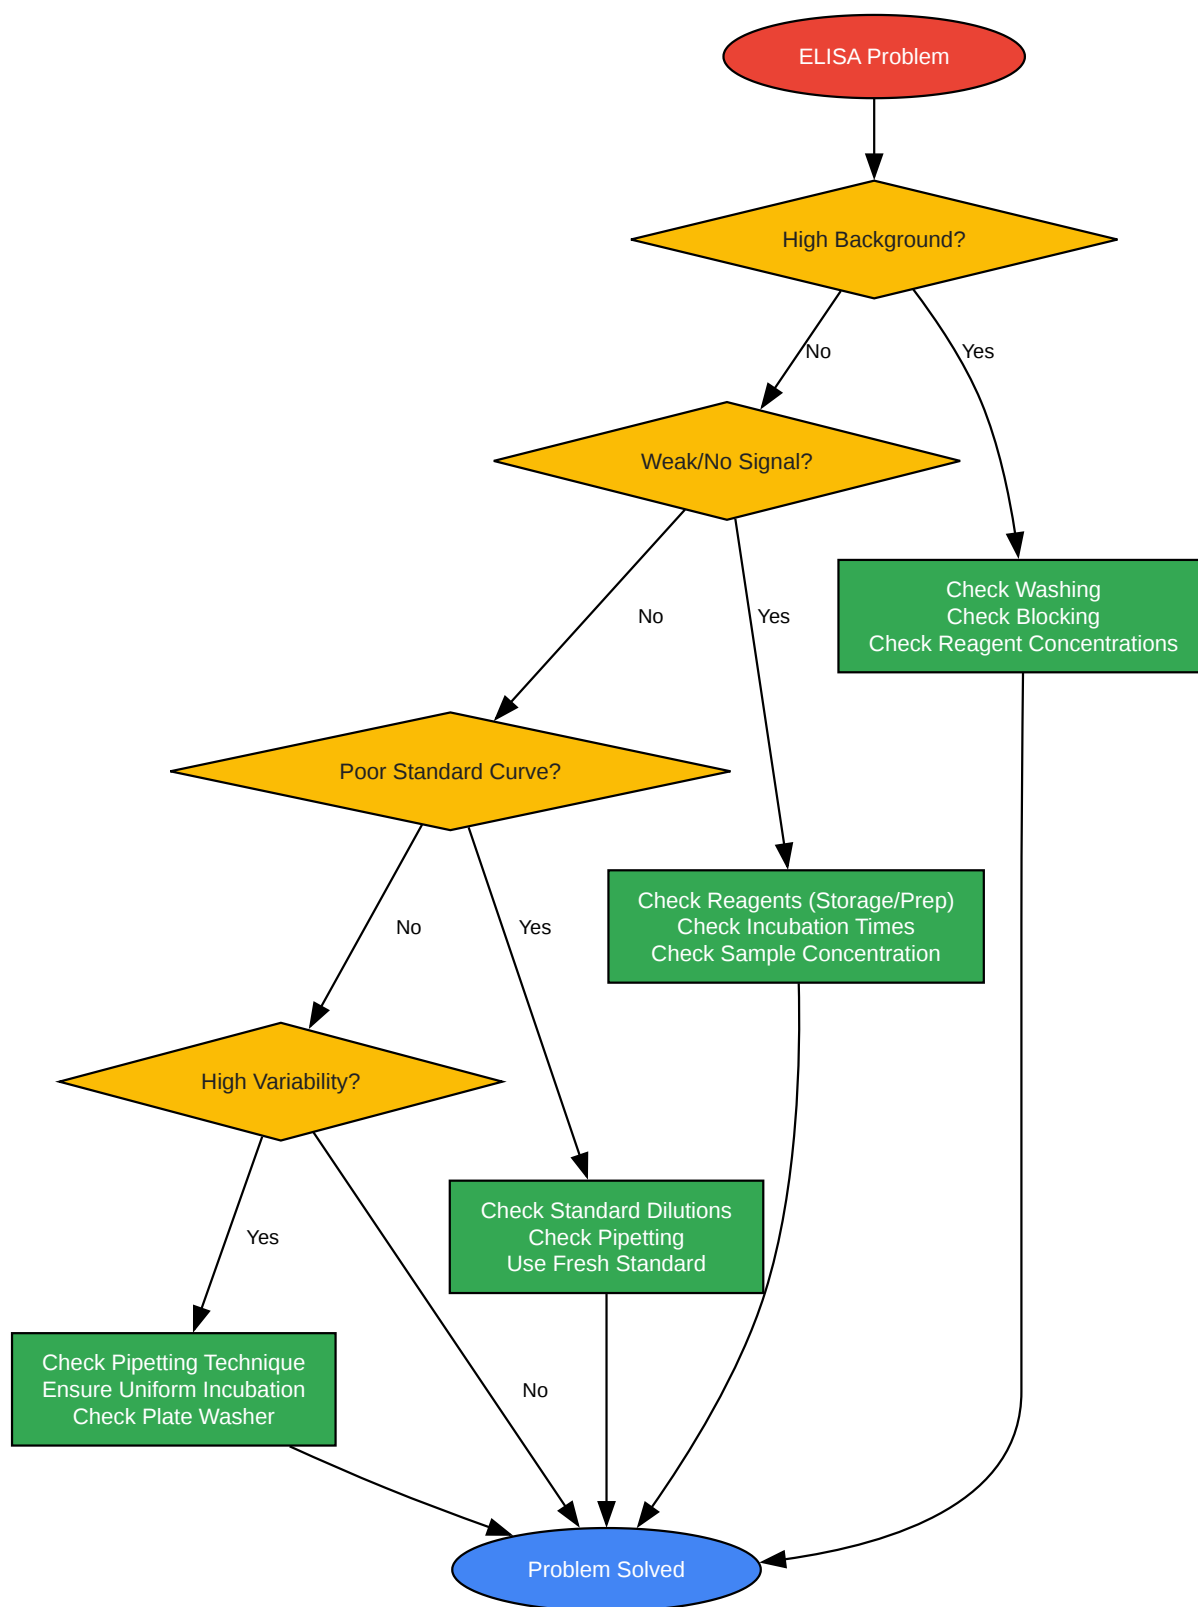 ELISA Problem
High Background?
No
Yes
Weak/No Signal?
Check Washing
Check Blocking
Check Reagent Concentrations
No
Yes
Poor Standard Curve?
Check Reagents (Storage/Prep)
Check Incubation Times
Check Sample Concentration
No
Yes
High Variability?
Check Standard Dilutions
Check Pipetting
Use Fresh Standard
Yes
Check Pipetting Technique
Ensure Uniform Incubation
Check Plate Washer
No
Problem Solved